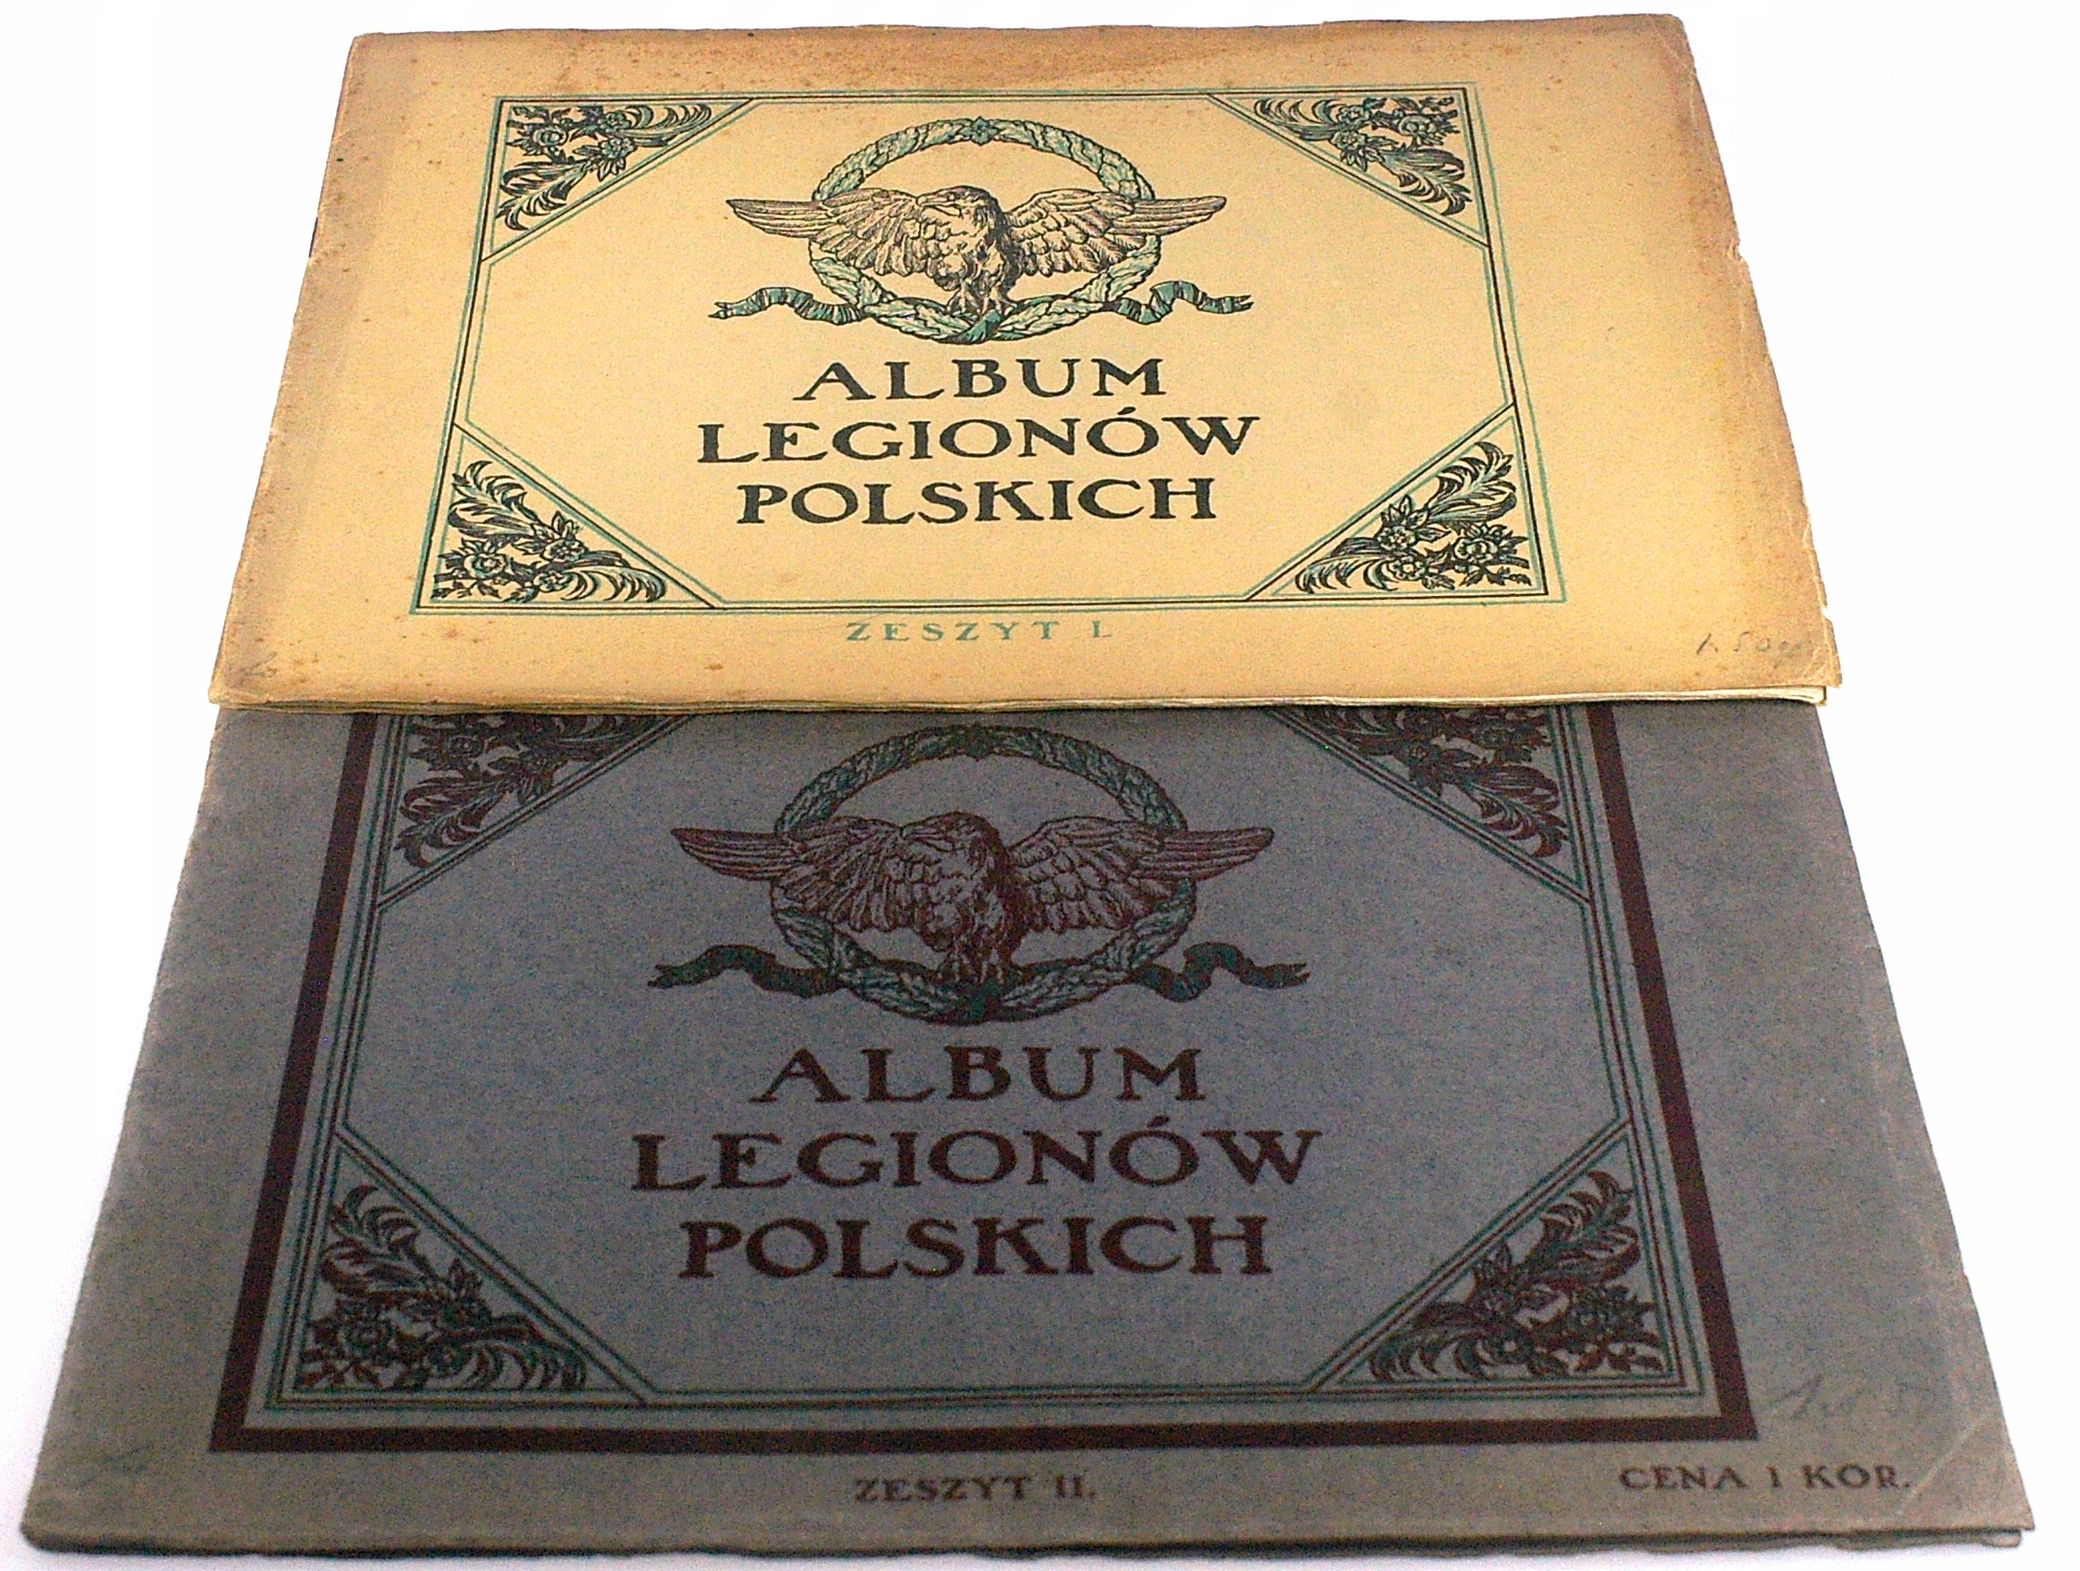 ALBUM
LEGIONÓW
POLSKICH
ZESZYT I.
ALBUM
LEGIONÓW
POLSKICH
ZESZYT II.
CENA 1 KOR.